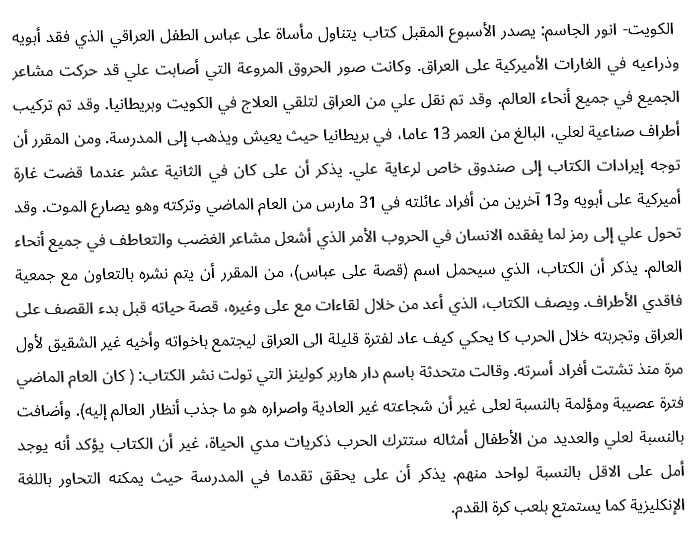 الكويت- انور الجاسم: يصدر الأسبوع المقبل كتاب يتناول مأساة على عباس الطفل العراقي الذي فقد أبويه
وذراعيه في الغارات الأميركية على العراق. وكانت صور الحروق المروعة التي أصابت علي قد حركت مشاعر
الجميع في جميع أنحاء العالم. وقد تم نقل علي من العراق لتلقي العلاج في الكويت وبريطانيا. وقد تم تركيب
أطراف صناعية لعلي، البالغ من العمر 13 عاما، في بريطانيا حيث يعيش ويذهب إلى المدرسة. ومن المقرر أن
توجه إيرادات الكتاب إلى صندوق خاص لرعاية علي. يذكر أن على كان في الثانية عشر عندما قضت غارة
أميركية على أبويه و13 آخرين من أفراد عائلته في 31 مارس من العام الماضي وتركته وهو يصارع الموت. وقد
تحول علي إلى رمز لما يفقده الانسان في الحروب الأمر الذي أشعل مشاعر الغضب والتعاطف في جميع أنحاء
العالم. يذكر أن الكتاب، الذي سيحمل اسم (قصة على عباس)، من المقرر أن يتم نشره بالتعاون مع جمعية
فاقدي الأطراف. ويصف الكتاب، الذي أعد من خلال لقاءات مع على وغيره، قصة حياته قبل بدء القصف على
العراق وتجربته خلال الحرب كا يحكي كيف عاد لفترة قليلة الى العراق ليجتمع باخواته وأخيه غير الشقيق لأول
مرة منذ تشتت أفراد أسرته. وقالت متحدثة باسم دار هاربر كولينز التي تولت نشر الكتاب: ( كان العام الماضي
فترة عصيبة ومؤلمة بالنسبة لعلى غير أن شجاعته غير العادية واصراره هو ما جذب أنظار العالم إليه). وأضافت
بالنسبة لعلي والعديد من الأطفال أمثاله ستترك الحرب ذكريات مدي الحياة، غير أن الكتاب يؤكد أنه يوجد
أمل على الاقل بالنسبة لواحد منهم. يذكر أن على يحقق تقدما في المدرسة حيث يمكنه التحاور باللغة
الإنكليزية كما يستمتع بلعب كرة القدم.